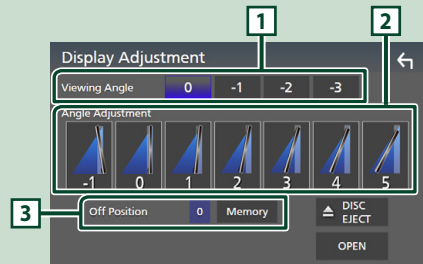 1
2
Display Adjustment
Viewing Angle 0 -1 -2 -3
Angle Adjustment
-1 0 1 2 3 4 5
3
Off Position 0 Memory
DISC
EJECT
OPEN